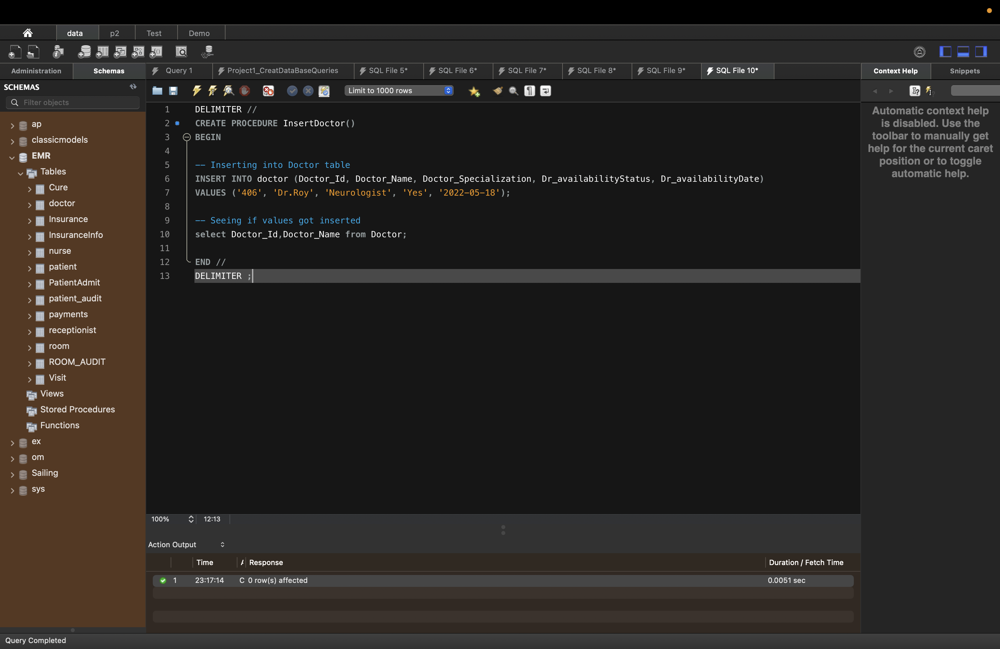 data
p2
Test
Demo
Administration
Schemas
Query 1
Project1_CreatDataBaseQueries
SQL File 5*
SQL File 6*
SQL File 7*
SQL File 8*
SQL File 9*
SQL File 10*
Context Help
Snippets
SCHEMAS
Filter objects
Limit to 1000 rows
ap
classicmodels
EMR
Tables
Cure
doctor
Insurance
InsuranceInfo
nurse
patient
PatientAdmit
patient_audit
payments
receptionist
room
ROOM_AUDIT
Visit
Views
Stored Procedures
Functions
ex
om
Sailing
sys
1 DELIMITER //
2 CREATE PROCEDURE InsertDoctor()
3 BEGIN
4
5 -- Inserting into Doctor table
6 INSERT INTO doctor (Doctor_Id, Doctor_Name, Doctor_Specialization, Dr_availabilityStatus, Dr_availabilityDate)
7 VALUES ('406', 'Dr.Roy', 'Neurologist', 'Yes', '2022-05-18');
8
9 -- Seeing if values got inserted
10 select Doctor_Id,Doctor_Name from Doctor;
11
12 END //
13 DELIMITER ;
Automatic context help
is disabled. Use the
toolbar to manually get
help for the current caret
position or to toggle
automatic help.
100%
12:13
Action Output
Time
Response
Duration / Fetch Time
1 23:17:14 C 0 row(s) affected 0.0051 sec
Query Completed